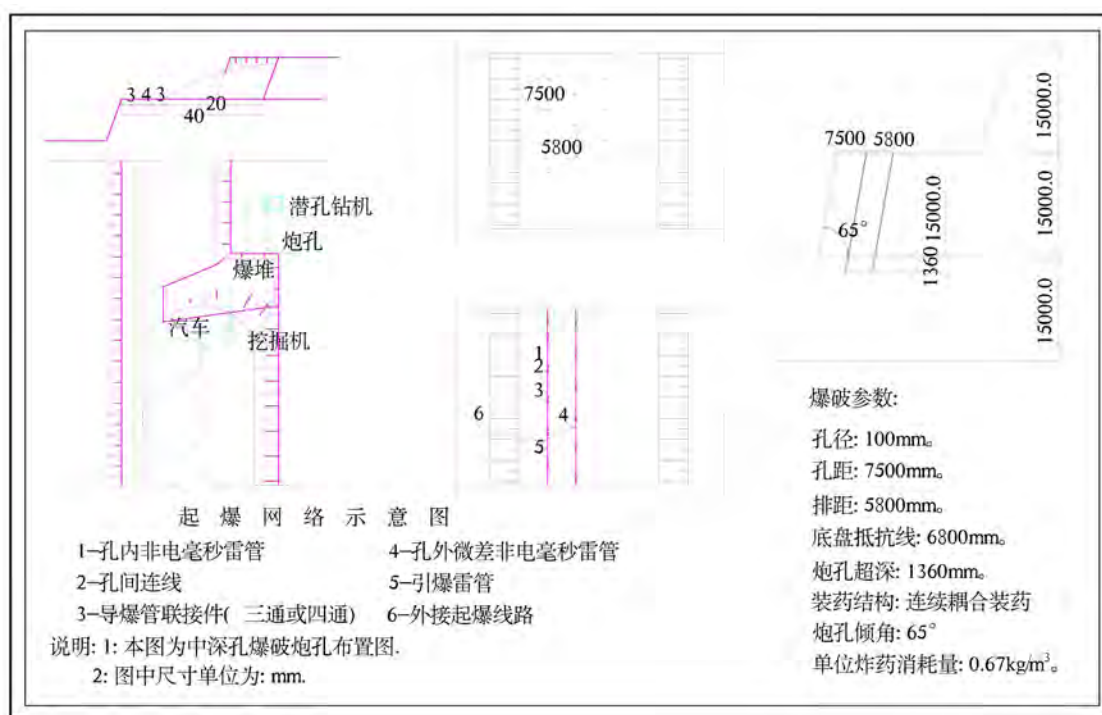 3 4 3
20
40
潜孔钻机
炮孔
爆堆
汽车
挖掘机
7500
5800
1
2
3
4
5
6
7500 5800
65°
1360
15000.0
15000.0
15000.0
15000.0
起爆网络示意图
1—孔内非电毫秒雷管
4—孔外微差非电毫秒雷管
2—孔间连线
5—引爆雷管
3—导爆管联接件( 三通或四通)
6—外接起爆线路
说明: 1: 本图为中深孔爆破炮孔布置图.
2: 图中尺寸单位为: mm.
爆破参数:
孔径: 100mm。
孔距: 7500mm。
排距: 5800mm。
底盘抵抗线: 6800mm。
炮孔超深: 1360mm。
装药结构: 连续耦合装药
炮孔倾角: 65°
单位炸药消耗量: 0.67kg/m³。